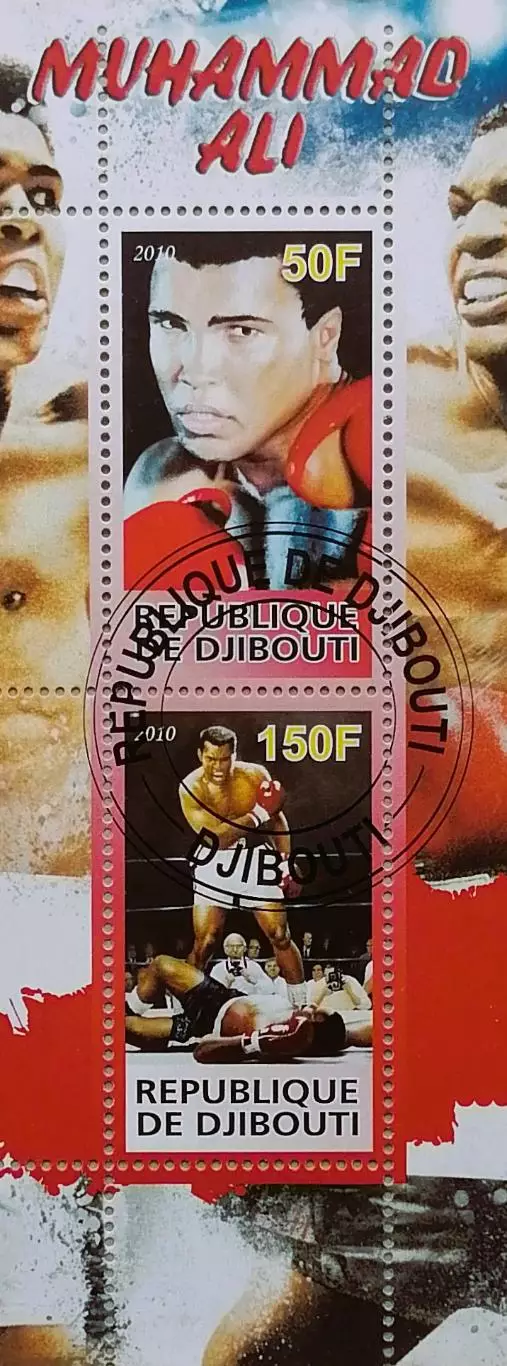 MUHAMMAD
ALI
2010
50F
REPUBLIQUE
DE DJIBOUTI
REPUBLIQUE DE DJIBOUTI
DJIBOUTI
2010
150F
REPUBLIQUE
DE DJIBOUTI